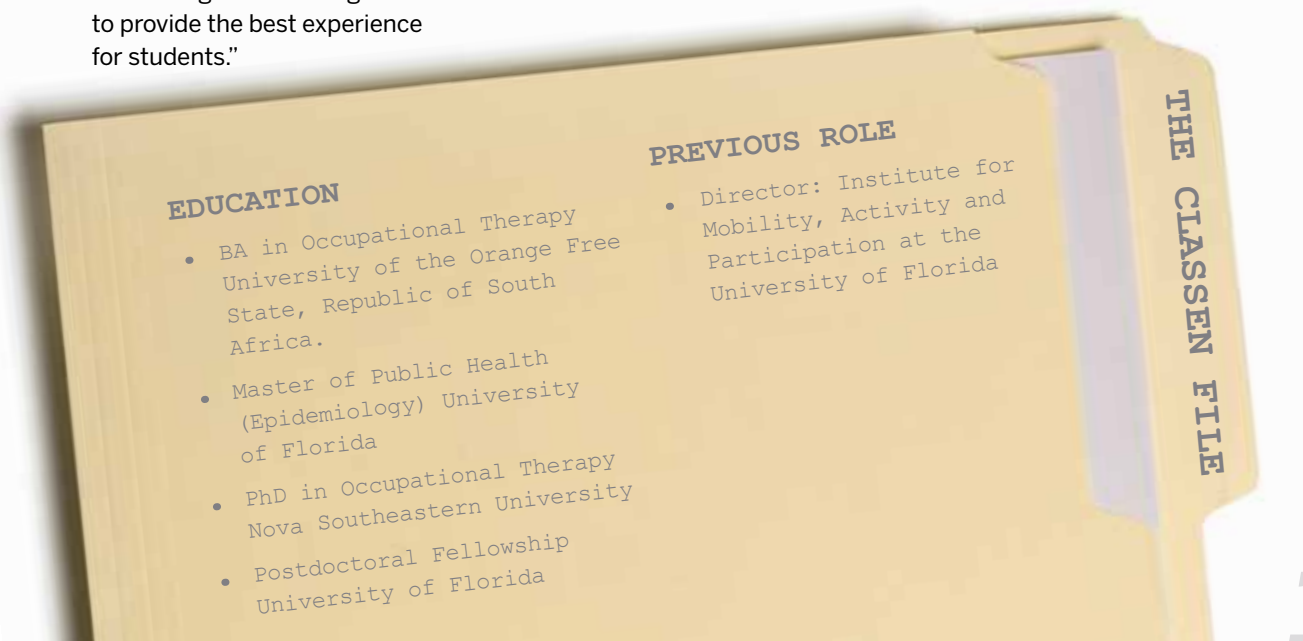 to provide the best experience
for students.”
EDUCATION
• BA in Occupational Therapy
University of the Orange Free
State, Republic of South
Africa.
• Master of Public Health
(Epidemiology) University
of Florida
• PhD in Occupational Therapy
Nova Southeastern University
• Postdoctoral Fellowship
University of Florida
PREVIOUS ROLE
• Director: Institute for
Mobility, Activity and
Participation at the
University of Florida
THE CLASSEN FILE